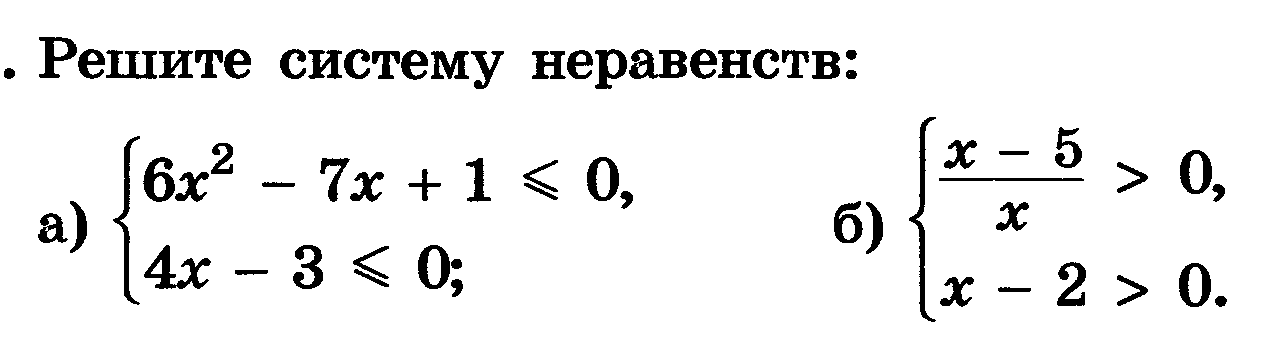 . Решите систему неравенств:
а) { 6x² − 7x + 1 ⩽ 0,
4x − 3 ⩽ 0;
б) { (x − 5)/x > 0,
x − 2 > 0.